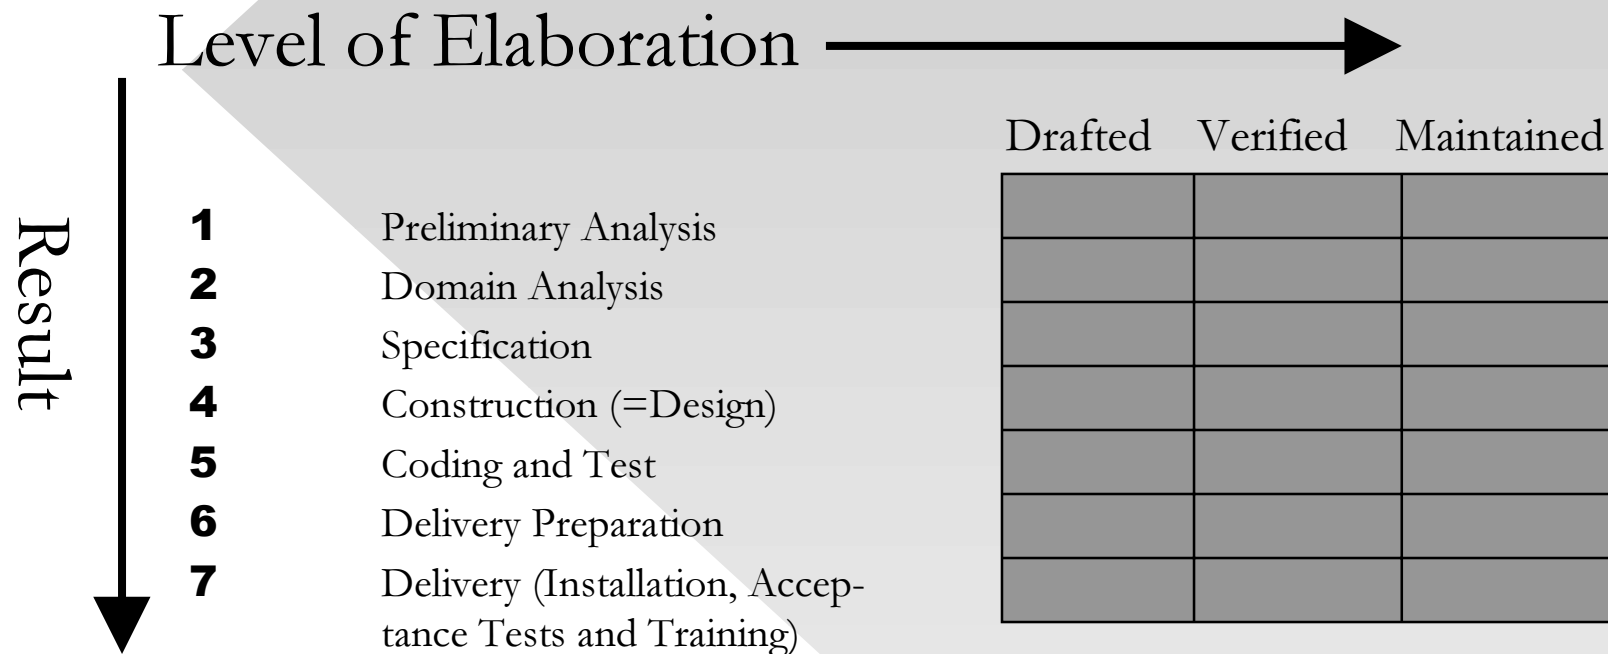 Level of Elaboration
Drafted Verified Maintained
Result
1 Preliminary Analysis
2 Domain Analysis
3 Specification
4 Construction (=Design)
5 Coding and Test
6 Delivery Preparation
7 Delivery (Installation, Accep-
tance Tests and Training)